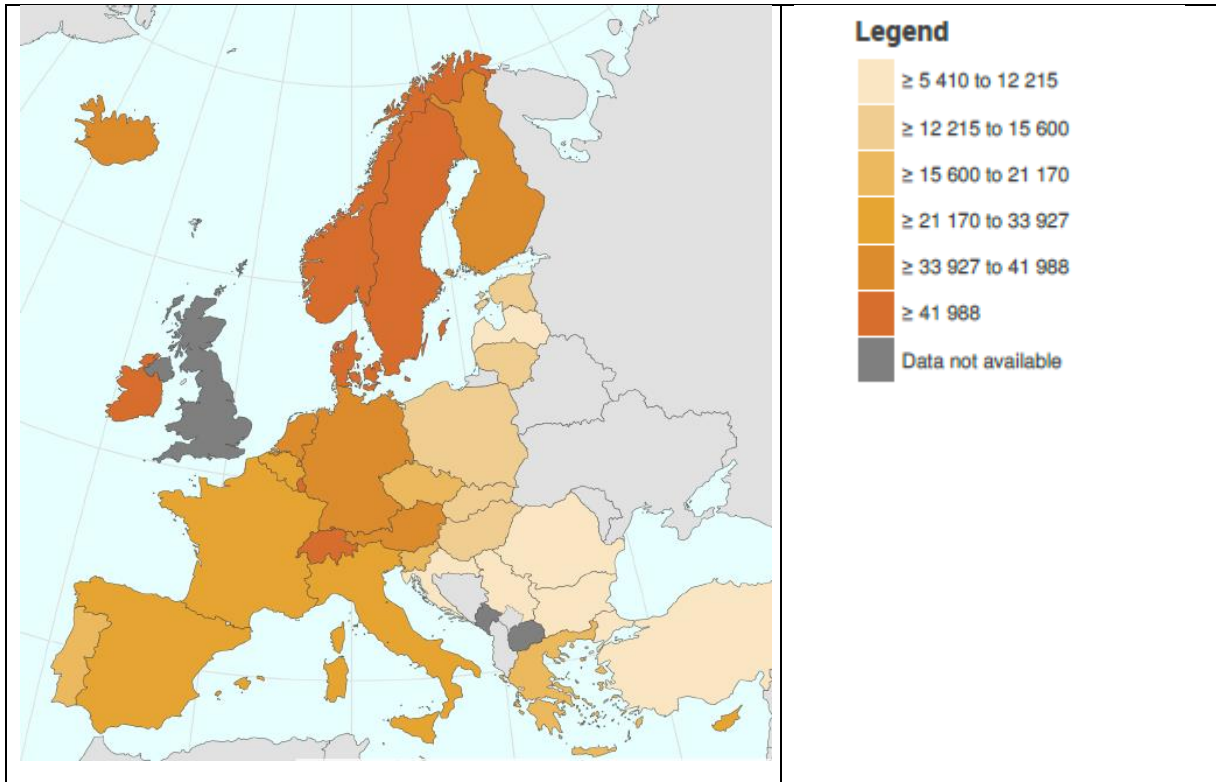 Legend
≥ 5 410 to 12 215
≥ 12 215 to 15 600
≥ 15 600 to 21 170
≥ 21 170 to 33 927
≥ 33 927 to 41 988
≥ 41 988
Data not available